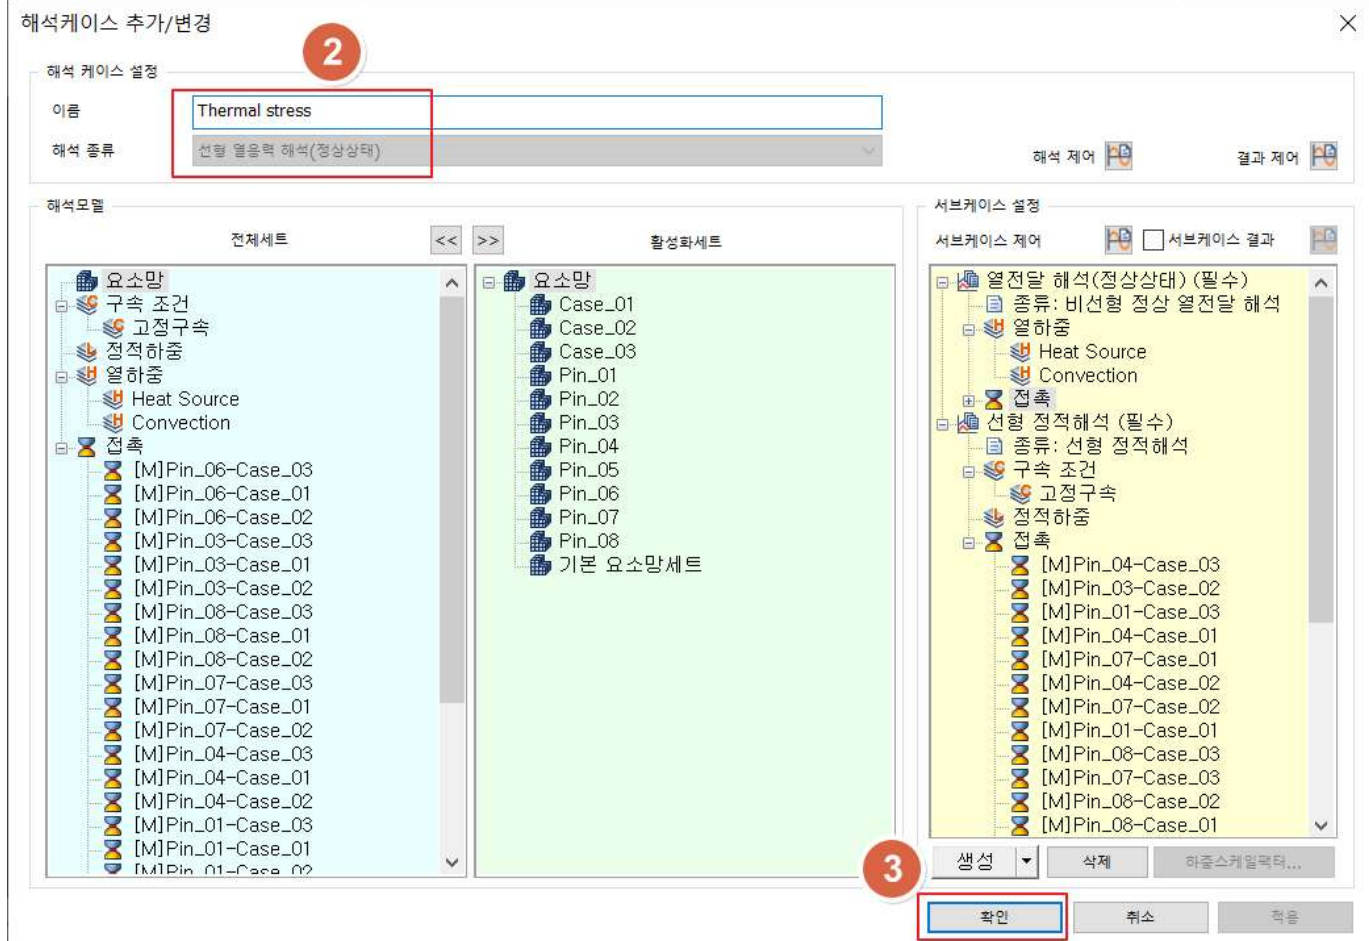 해석케이스 추가/변경
2
해석 케이스 설정
이름
Thermal stress
해석 종류
선형 열응력 해석(정상상태)
해석 제어
결과 제어
해석모델
전체세트
<<
>>
활성화세트
요소망
구속 조건
고정구속
정적하중
열하중
Heat Source
Convection
접촉
[M]Pin_06-Case_03
[M]Pin_06-Case_01
[M]Pin_06-Case_02
[M]Pin_03-Case_03
[M]Pin_03-Case_01
[M]Pin_03-Case_02
[M]Pin_08-Case_03
[M]Pin_08-Case_01
[M]Pin_08-Case_02
[M]Pin_07-Case_03
[M]Pin_07-Case_01
[M]Pin_07-Case_02
[M]Pin_04-Case_03
[M]Pin_04-Case_01
[M]Pin_04-Case_02
[M]Pin_01-Case_03
[M]Pin_01-Case_01
[M]Pin_01-Case_02
요소망
Case_01
Case_02
Case_03
Pin_01
Pin_02
Pin_03
Pin_04
Pin_05
Pin_06
Pin_07
Pin_08
기본 요소망세트
서브케이스 설정
서브케이스 제어
서브케이스 결과
열전달 해석(정상상태) (필수)
종류: 비선형 정상 열전달 해석
열하중
Heat Source
Convection
접촉
선형 정적해석 (필수)
종류: 선형 정적해석
구속 조건
고정구속
정적하중
접촉
[M]Pin_04-Case_03
[M]Pin_03-Case_02
[M]Pin_01-Case_03
[M]Pin_04-Case_01
[M]Pin_07-Case_01
[M]Pin_04-Case_02
[M]Pin_07-Case_02
[M]Pin_01-Case_01
[M]Pin_08-Case_03
[M]Pin_07-Case_03
[M]Pin_08-Case_02
[M]Pin_08-Case_01
3
생성
삭제
하중스케일팩터...
확인
취소
적용